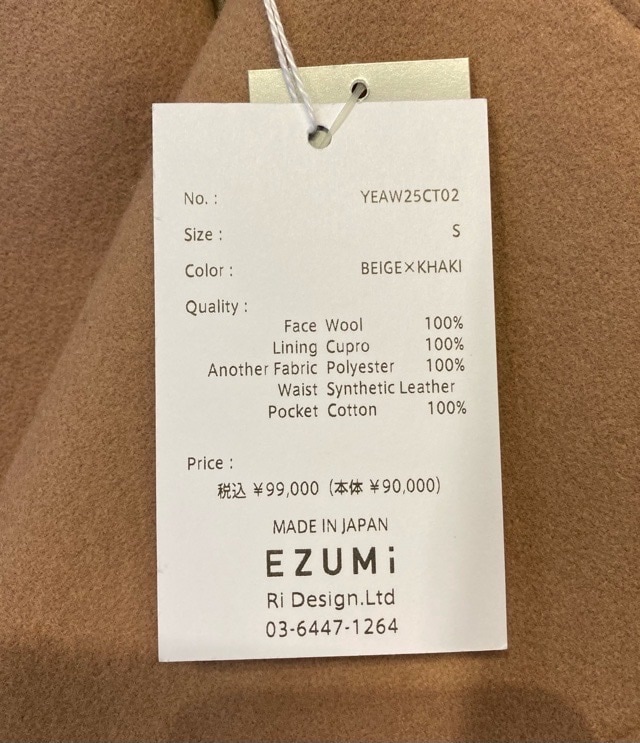 No. : YEAW25CT02
Size : S
Color : BEIGE×KHAKI
Quality :
Face Wool 100%
Lining Cupro 100%
Another Fabric Polyester 100%
Waist Synthetic Leather
Pocket Cotton 100%
Price :
税込 ¥99,000 (本体 ¥90,000)
MADE IN JAPAN
EZUMi
Ri Design.Ltd
03-6447-1264